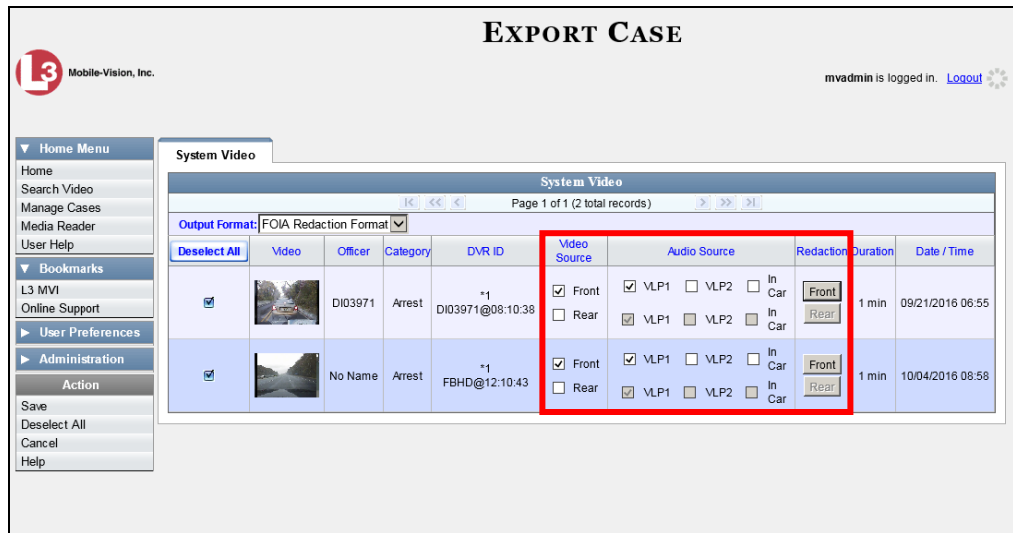 EXPORT CASE
L3 Mobile-Vision, Inc.
mvadmin is logged in. Logout
▼ Home Menu
Home
Search Video
Manage Cases
Media Reader
User Help
▼ Bookmarks
L3 MVI
Online Support
▶ User Preferences
▶ Administration
Action
Save
Deselect All
Cancel
Help
System Video
System Video
Page 1 of 1 (2 total records)
Output Format: FOIA Redaction Format
Deselect All Video Officer Category DVR ID Video Source Audio Source Redaction Duration Date / Time
DI03971 Arrest *1 DI03971@08:10:38 Front VLP1 VLP2 In Car Front 1 min 09/21/2016 06:55
Rear VLP1 VLP2 In Car Rear
No Name Arrest *1 FBHD@12:10:43 Front VLP1 VLP2 In Car Front 1 min 10/04/2016 08:58
Rear VLP1 VLP2 In Car Rear